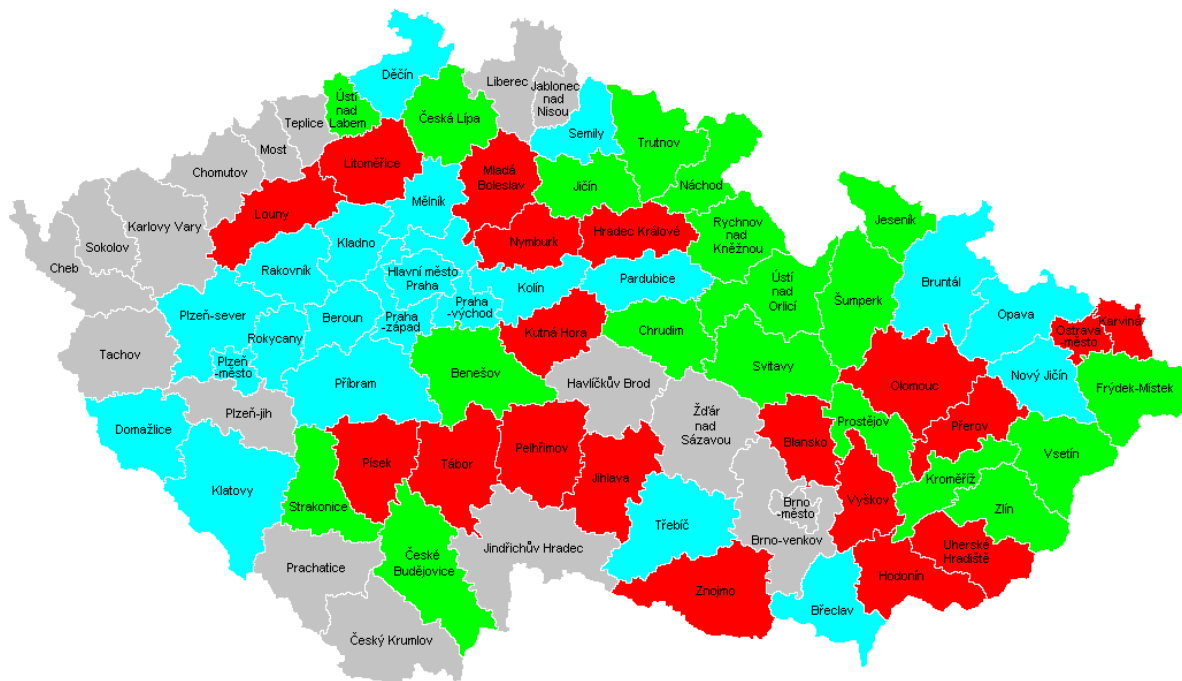 Děčín
Liberec
Jablonec
nad
Nisou
Ústí
nad
Labem
Česká Lípa
Teplice
Semily
Trutnov
Most
Chomutov
Litoměřice
Mladá
Boleslav
Jičín
Náchod
Mělník
Louny
Karlovy Vary
Sokolov
Cheb
Jeseník
Rychnov
nad
Kněžnou
Nymburk
Hradec Králové
Kladno
Rakovník
Hlavní město
Praha
Kolín
Pardubice
Ústí
nad
Orlicí
Šumperk
Bruntál
Plzeň-sever
Beroun
Praha
-západ
Praha
-východ
Opava
Ostrava
-město
Karviná
Rokycany
Kutná Hora
Chrudim
Tachov
Plzeň
-město
Příbram
Benešov
Havlíčkův Brod
Svitavy
Olomouc
Nový Jičín
Frýdek-Místek
Plzeň-jih
Žďár
nad
Sázavou
Prostějov
Přerov
Domažlice
Blansko
Vsetín
Písek
Tábor
Pelhřimov
Jihlava
Klatovy
Kroměříž
Vyškov
Strakonice
Brno
-město
Zlín
Třebíč
Brno-venkov
Jindřichův Hradec
Uherské
Hradiště
České
Budějovice
Prachatice
Hodonín
Znojmo
Břeclav
Český Krumlov